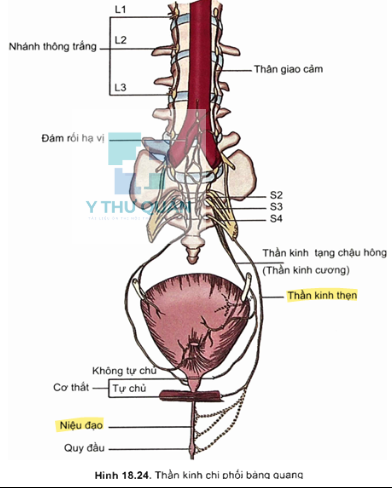 L1
Nhánh thông trắng
L2
Thân giao cảm
L3
Đám rối hạ vị
Y THƯ QUÁN
S2
S3
S4
Thần kinh tạng chậu hông
(Thần kinh cương)
Thần kinh thẹn
Không tự chủ
Cơ thắt
Tự chủ
Niệu đạo
Quy đầu
Hình 18.24. Thần kinh chi phối bàng quang